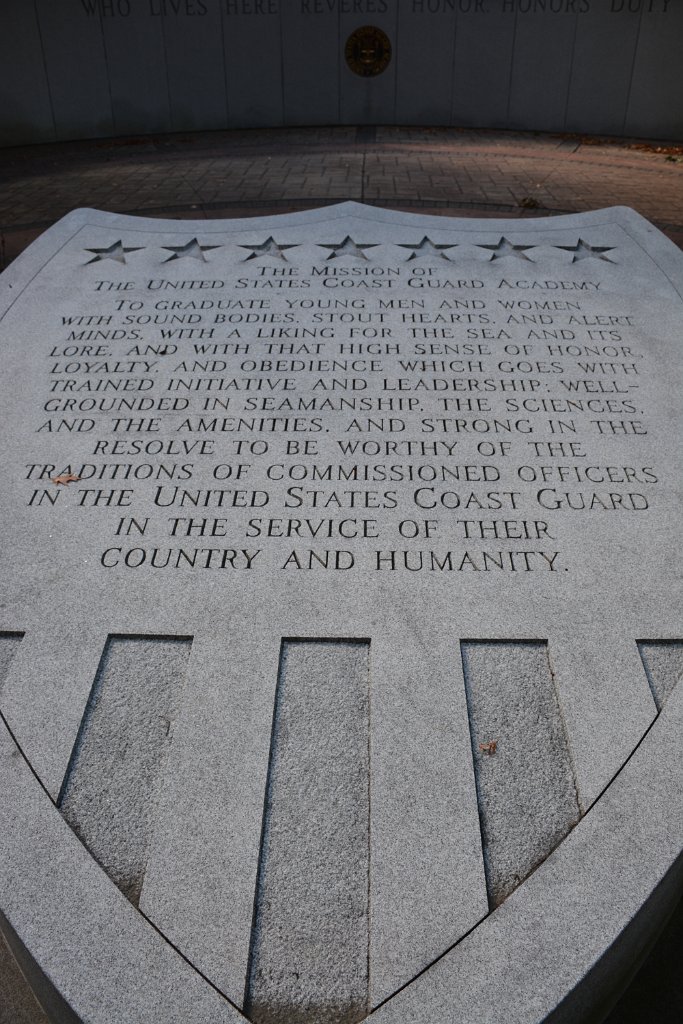 WHO LIVES HERE REVERES HONOR HONORS DUTY
THE MISSION OF
THE UNITED STATES COAST GUARD ACADEMY
TO GRADUATE YOUNG MEN AND WOMEN
WITH SOUND BODIES, STOUT HEARTS, AND ALERT
MINDS, WITH A LIKING FOR THE SEA AND ITS
LORE, AND WITH THAT HIGH SENSE OF HONOR,
LOYALTY, AND OBEDIENCE WHICH GOES WITH
TRAINED INITIATIVE AND LEADERSHIP; WELL-
GROUNDED IN SEAMANSHIP, THE SCIENCES,
AND THE AMENITIES, AND STRONG IN THE
RESOLVE TO BE WORTHY OF THE
TRADITIONS OF COMMISSIONED OFFICERS
IN THE UNITED STATES COAST GUARD
IN THE SERVICE OF THEIR
COUNTRY AND HUMANITY.